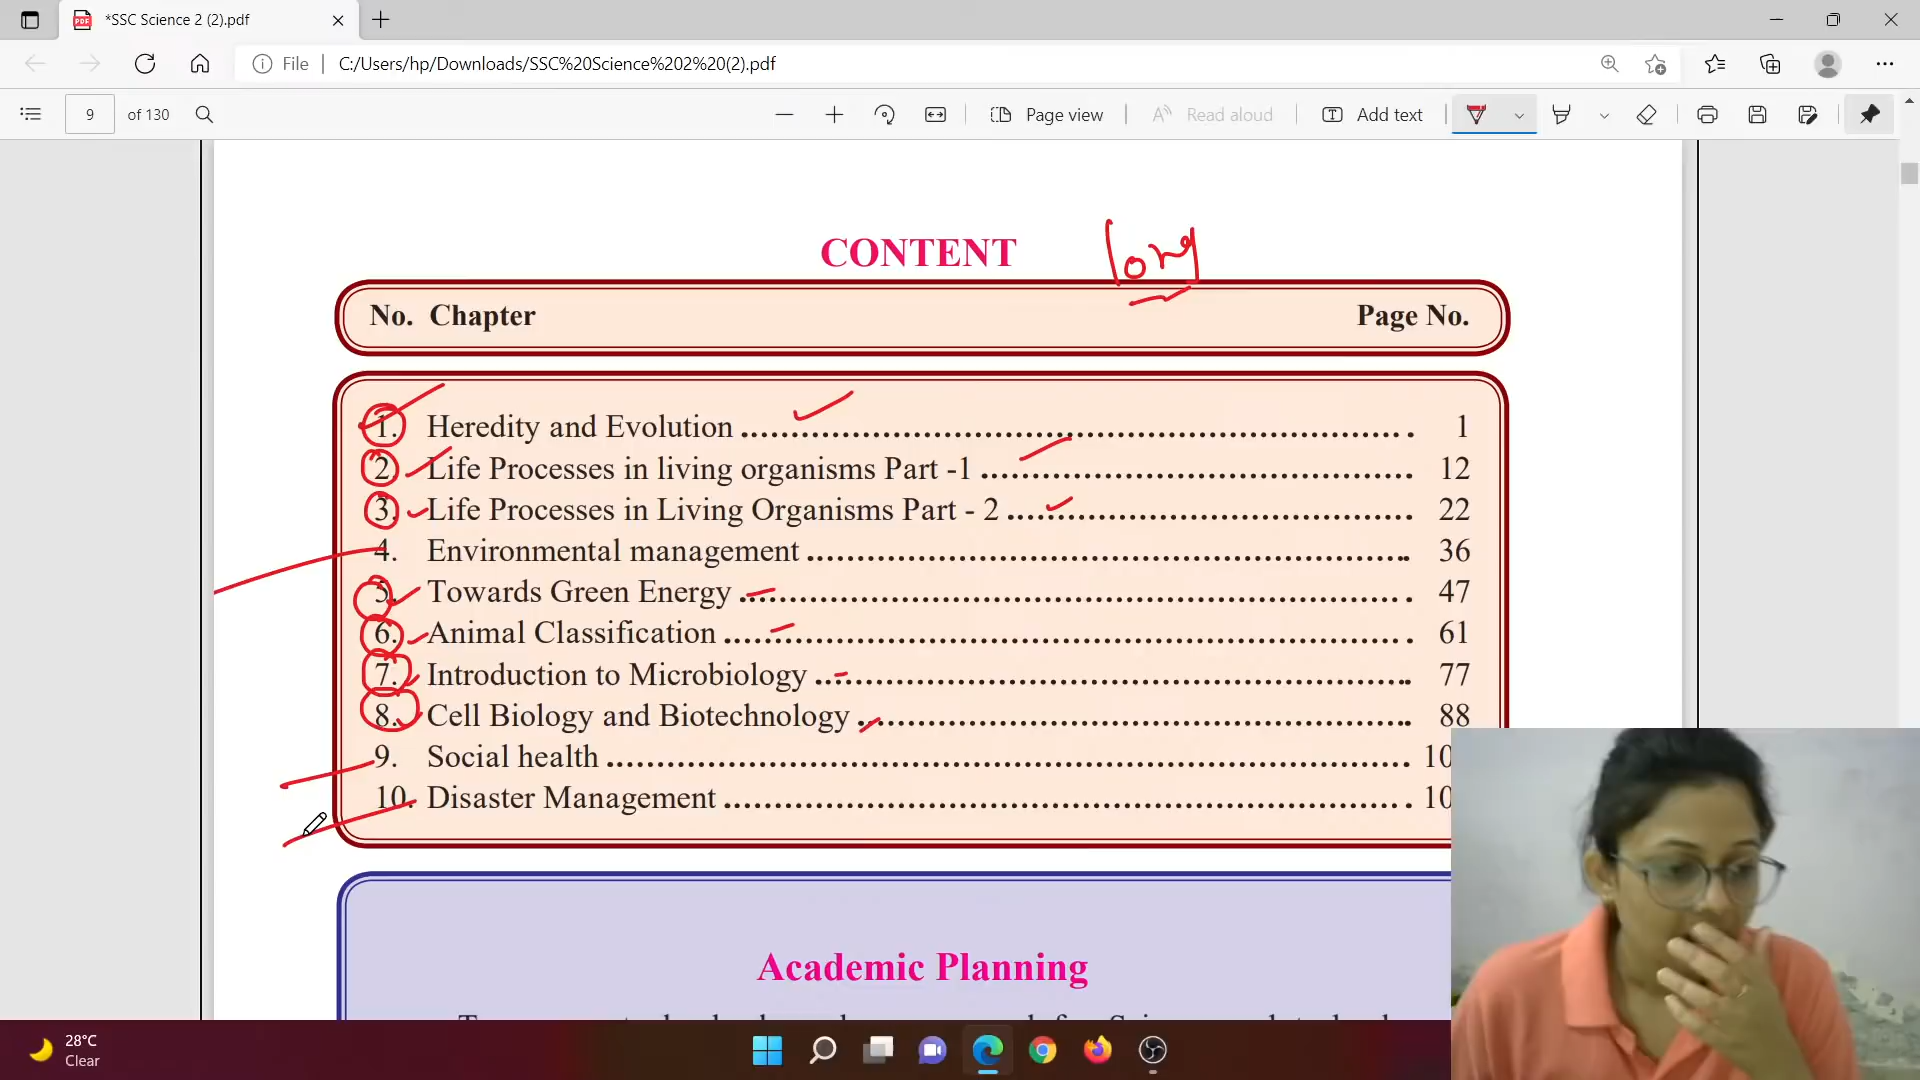 *SSC Science 2 (2).pdf
File
C:/Users/hp/Downloads/SSC%20Science%202%20(2).pdf
9 of 130
Page view
Read aloud
Add text
CONTENT
long
No. Chapter Page No.
1. Heredity and Evolution 1
2. Life Processes in living organisms Part -1 12
3. Life Processes in Living Organisms Part - 2 22
4. Environmental management 36
5. Towards Green Energy 47
6. Animal Classification 61
7. Introduction to Microbiology 77
8. Cell Biology and Biotechnology 88
9. Social health
10. Disaster Management
Academic Planning
28°C
Clear